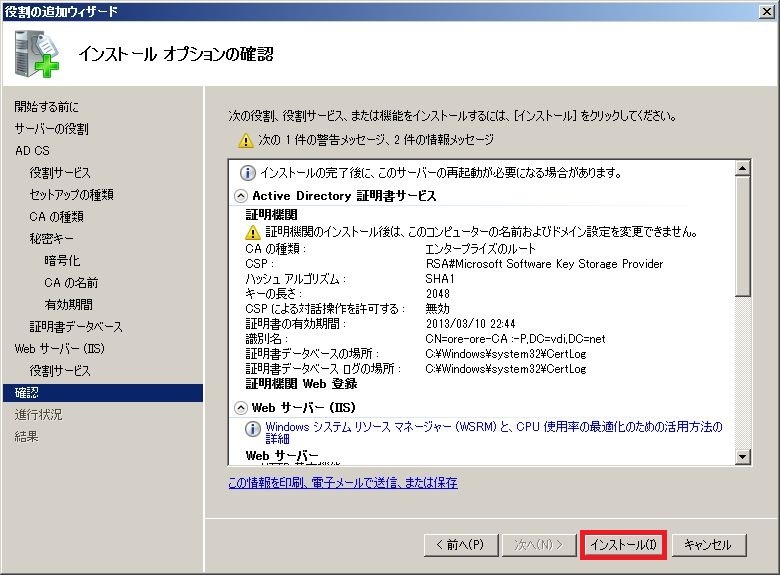 役割の追加ウィザード
インストール オプションの確認
開始する前に
サーバーの役割
AD CS
役割サービス
セットアップの種類
CA の種類
秘密キー
暗号化
CA の名前
有効期間
証明書データベース
Web サーバー (IIS)
役割サービス
確認
進行状況
結果
次の役割、役割サービス、または機能をインストールするには、[インストール] をクリックしてください。
次の 1 件の警告メッセージ、2 件の情報メッセージ
インストールの完了後に、このサーバーの再起動が必要になる場合があります。
Active Directory 証明書サービス
証明機関
証明機関のインストール後は、このコンピューターの名前およびドメイン設定を変更できません。
CA の種類 : エンタープライズのルート
CSP : RSA#Microsoft Software Key Storage Provider
ハッシュ アルゴリズム : SHA1
キーの長さ : 2048
CSP による対話操作を許可する : 無効
証明書の有効期間 : 2013/03/10 22:44
識別名 : CN=ore-ore-CA :-P,DC=vdi,DC=net
証明書データベースの場所 : C:¥Windows¥system32¥CertLog
証明書データベース ログの場所 : C:¥Windows¥system32¥CertLog
証明機関 Web 登録
Web サーバー (IIS)
Windows システム リソース マネージャー (WSRM) と、CPU 使用率の最適化のための活用方法の
詳細
Web サーバー
この情報を印刷、電子メールで送信、または保存
< 前へ(P)
次へ(N) >
インストール(I)
キャンセル